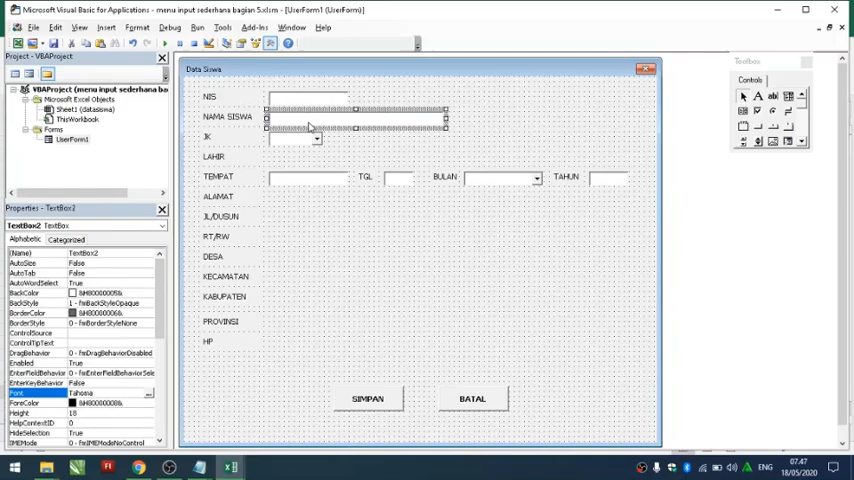 Microsoft Visual Basic for Applications - menu input sederhana bagian 5.xlsm - [UserForm1 (UserForm)]
File Edit View Insert Format Debug Run Tools Add-Ins Window Help
Project - VBAProject
VBAProject (menu input sederhana ba
Microsoft Excel Objects
Sheet1 (datasiswa)
ThisWorkbook
Forms
UserForm1
Properties - TextBox2
TextBox2 TextBox
Alphabetic Categorized
(Name) TextBox2
AutoSize False
AutoTab False
AutoWordSelect True
BackColor &H80000005&
BackStyle 1 - fmBackStyleOpaque
BorderColor &H80000006&
BorderStyle 0 - fmBorderStyleNone
ControlSource
ControlTipText
DragBehavior 0 - fmDragBehaviorDisabled
Enabled True
EnterFieldBehavior 0 - fmEnterFieldBehaviorSelec
EnterKeyBehavior False
Font Tahoma ...
ForeColor &H80000008&
Height 18
HelpContextID 0
HideSelection True
IMEMode 0 - fmIMEModeNoControl
Data Siswa
NIS
NAMA SISWA
JK
LAHIR
TEMPAT TGL BULAN TAHUN
ALAMAT
JL/DUSUN
RT/RW
DESA
KECAMATAN
KABUPATEN
PROVINSI
HP
SIMPAN BATAL
Toolbox
Controls
ENG
07.47
18/05/2020